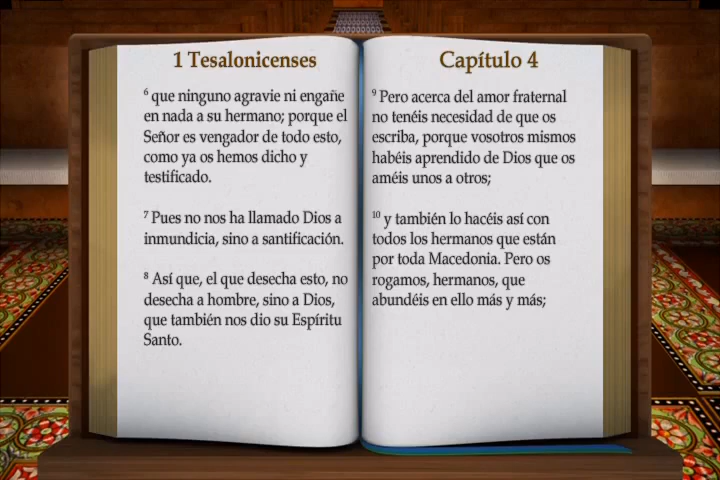 1 Tesalonicenses
⁶ que ninguno agravie ni engañe
en nada a su hermano; porque el
Señor es vengador de todo esto,
como ya os hemos dicho y
testificado.
⁷ Pues no nos ha llamado Dios a
inmundicia, sino a santificación.
⁸ Así que, el que desecha esto, no
desecha a hombre, sino a Dios,
que también nos dio su Espíritu
Santo.
Capítulo 4
⁹ Pero acerca del amor fraternal
no tenéis necesidad de que os
escriba, porque vosotros mismos
habéis aprendido de Dios que os
améis unos a otros;
¹⁰ y también lo hacéis así con
todos los hermanos que están
por toda Macedonia. Pero os
rogamos, hermanos, que
abundéis en ello más y más;